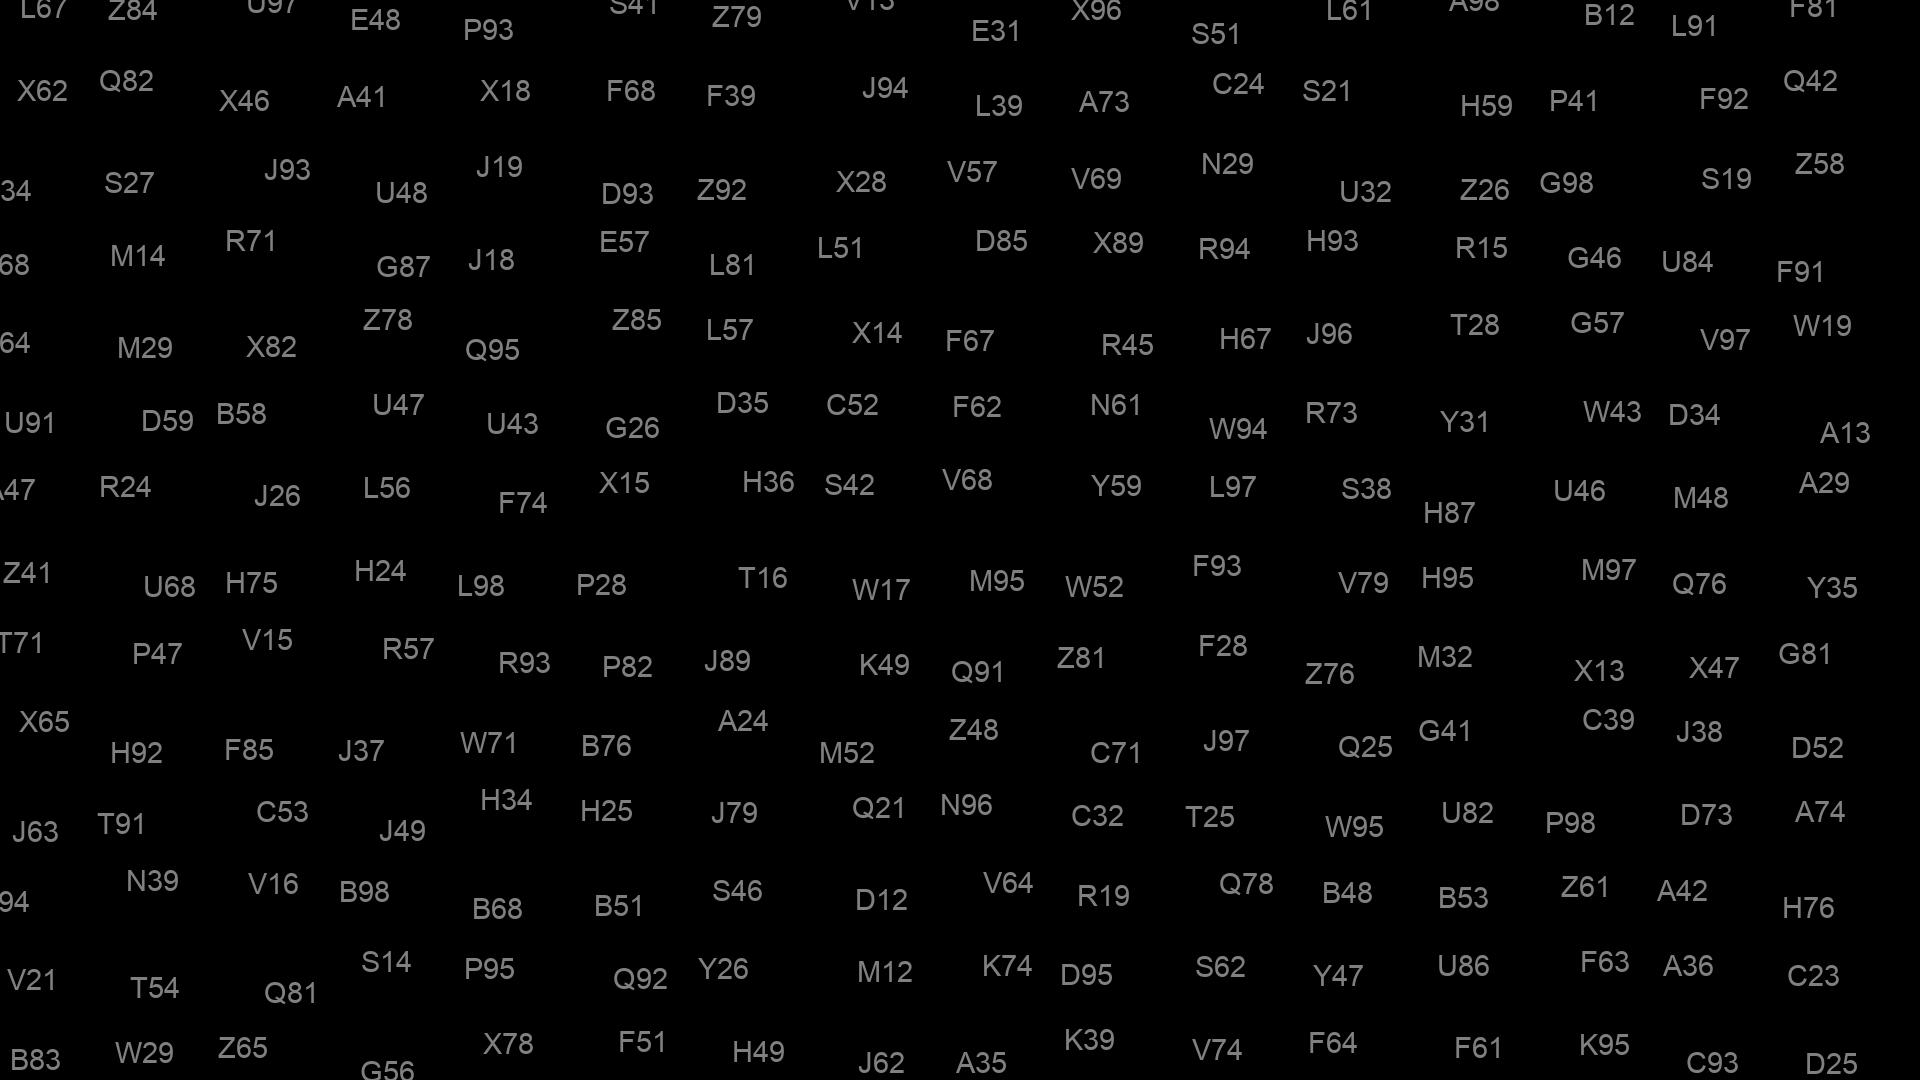 L67 Z84 U97 E48 P93 S41 Z79 V13 E31 X96 S51 L61 A98 B12 L91 F81
X62 Q82 X46 A41 X18 F68 F39 J94 L39 A73 C24 S21 H59 P41 F92 Q42
34 S27 J93 U48 J19 D93 Z92 X28 V57 V69 N29 U32 Z26 G98 S19 Z58
68 M14 R71 G87 J18 E57 L81 L51 D85 X89 R94 H93 R15 G46 U84 F91
64 M29 X82 Z78 Q95 Z85 L57 X14 F67 R45 H67 J96 T28 G57 V97 W19
U91 D59 B58 U47 U43 G26 D35 C52 F62 N61 W94 R73 Y31 W43 D34 A13
A47 R24 J26 L56 F74 X15 H36 S42 V68 Y59 L97 S38 H87 U46 M48 A29
Z41 U68 H75 H24 L98 P28 T16 W17 M95 W52 F93 V79 H95 M97 Q76 Y35
T71 P47 V15 R57 R93 P82 J89 K49 Q91 Z81 F28 Z76 M32 X13 X47 G81
X65 H92 F85 J37 W71 B76 A24 M52 Z48 C71 J97 Q25 G41 C39 J38 D52
J63 T91 C53 J49 H34 H25 J79 Q21 N96 C32 T25 W95 U82 P98 D73 A74
94 N39 V16 B98 B68 B51 S46 D12 V64 R19 Q78 B48 B53 Z61 A42 H76
V21 T54 Q81 S14 P95 Q92 Y26 M12 K74 D95 S62 Y47 U86 F63 A36 C23
B83 W29 Z65 G56 X78 F51 H49 J62 A35 K39 V74 F64 F61 K95 C93 D25